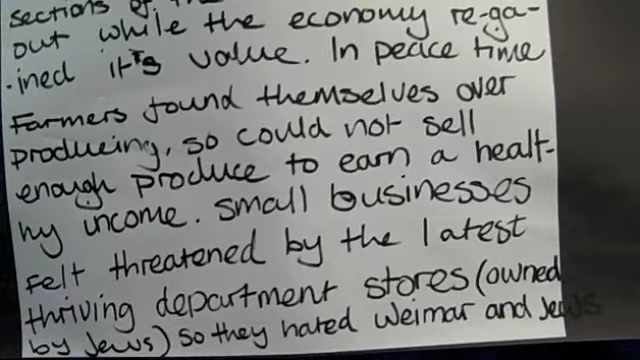 sections of the
out while the economy re-ga-
.ined it's value. In peace time
Farmers found themselves over
producing, so could not sell
enough produce to earn a healt-
hy income. small businesses
felt threatened by the latest
thriving department stores (owned
by Jews) so they hated Weimar and Jews